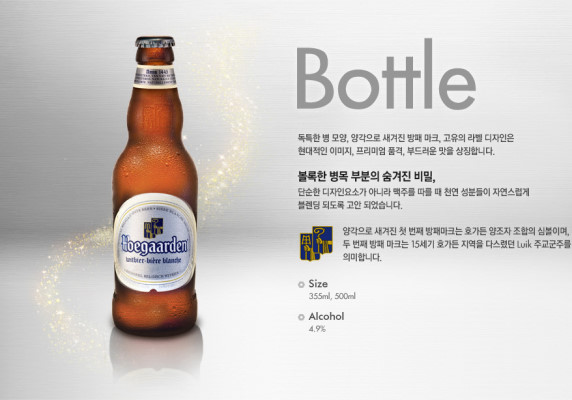 Bottle
독특한 병 모양, 양각으로 새겨진 방패 마크, 고유의 라벨 디자인은
현대적인 이미지, 프리미엄 품격, 부드러운 맛을 상징합니다.
볼록한 병목 부분의 숨겨진 비밀,
단순한 디자인요소가 아니라 맥주를 따를 때 천연 성분들이 자연스럽게
블렌딩 되도록 고안 되었습니다.
양각으로 새겨진 첫 번째 방패마크는 호가든 양조자 조합의 심볼이며,
두 번째 방패 마크는 15세기 호가든 지역을 다스렸던 Luik 주교군주를
의미합니다.
Size
355ml, 500ml
Alcohol
4.9%
Hoegaarden
witbier-bière blanche